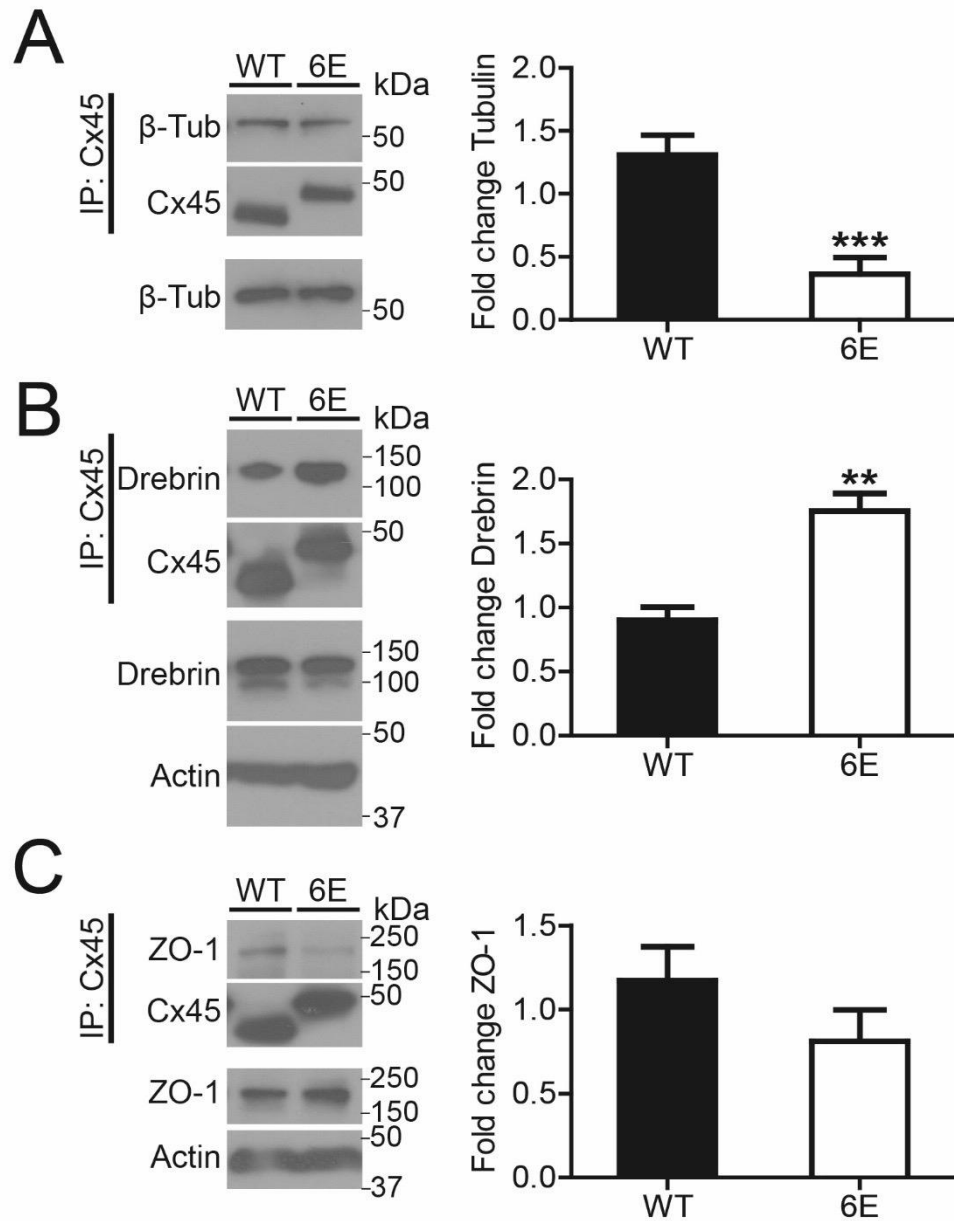 A
WT 6E kDa
IP: Cx45
β-Tub
-50
Cx45
-50
β-Tub
-50
Fold change Tubulin
2.0
1.5
1.0
0.5
0.0
***
WT 6E
B
WT 6E kDa
IP: Cx45
Drebrin
-150
-100
Cx45
-50
Drebrin
-150
-100
Actin
-50
-37
Fold change Drebrin
2.0
1.5
1.0
0.5
0.0
**
WT 6E
C
WT 6E kDa
IP: Cx45
ZO-1
-250
-150
Cx45
-50
ZO-1
-250
-150
Actin
-50
-37
Fold change ZO-1
1.5
1.0
0.5
0.0
WT 6E